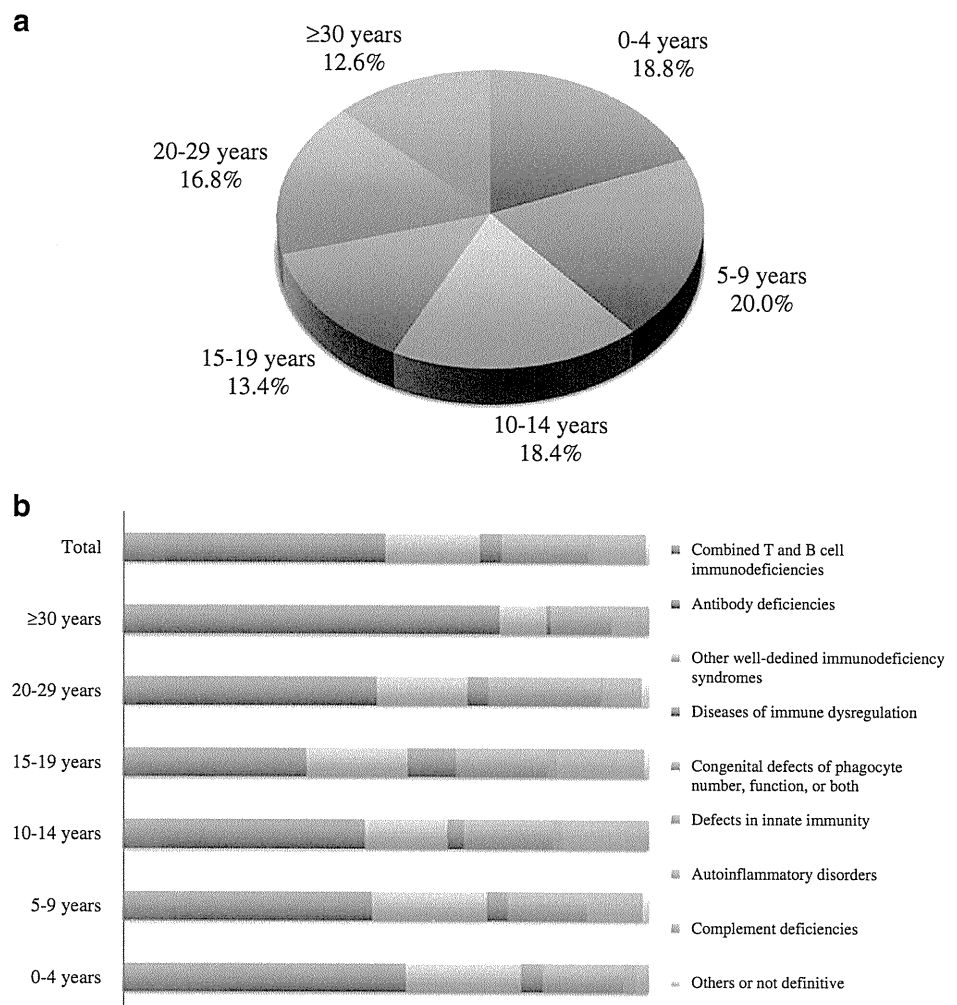 a
≥30 years
12.6%
0-4 years
18.8%
20-29 years
16.8%
5-9 years
20.0%
15-19 years
13.4%
10-14 years
18.4%
b
Total
≥30 years
20-29 years
15-19 years
10-14 years
5-9 years
0-4 years
Combined T and B cell
immunodeficiencies
Antibody deficiencies
Other well-dedined immunodeficiency
syndromes
Diseases of immune dysregulation
Congenital defects of phagocyte
number, function, or both
Defects in innate immunity
Autoinflammatory disorders
Complement deficiencies
Others or not definitive